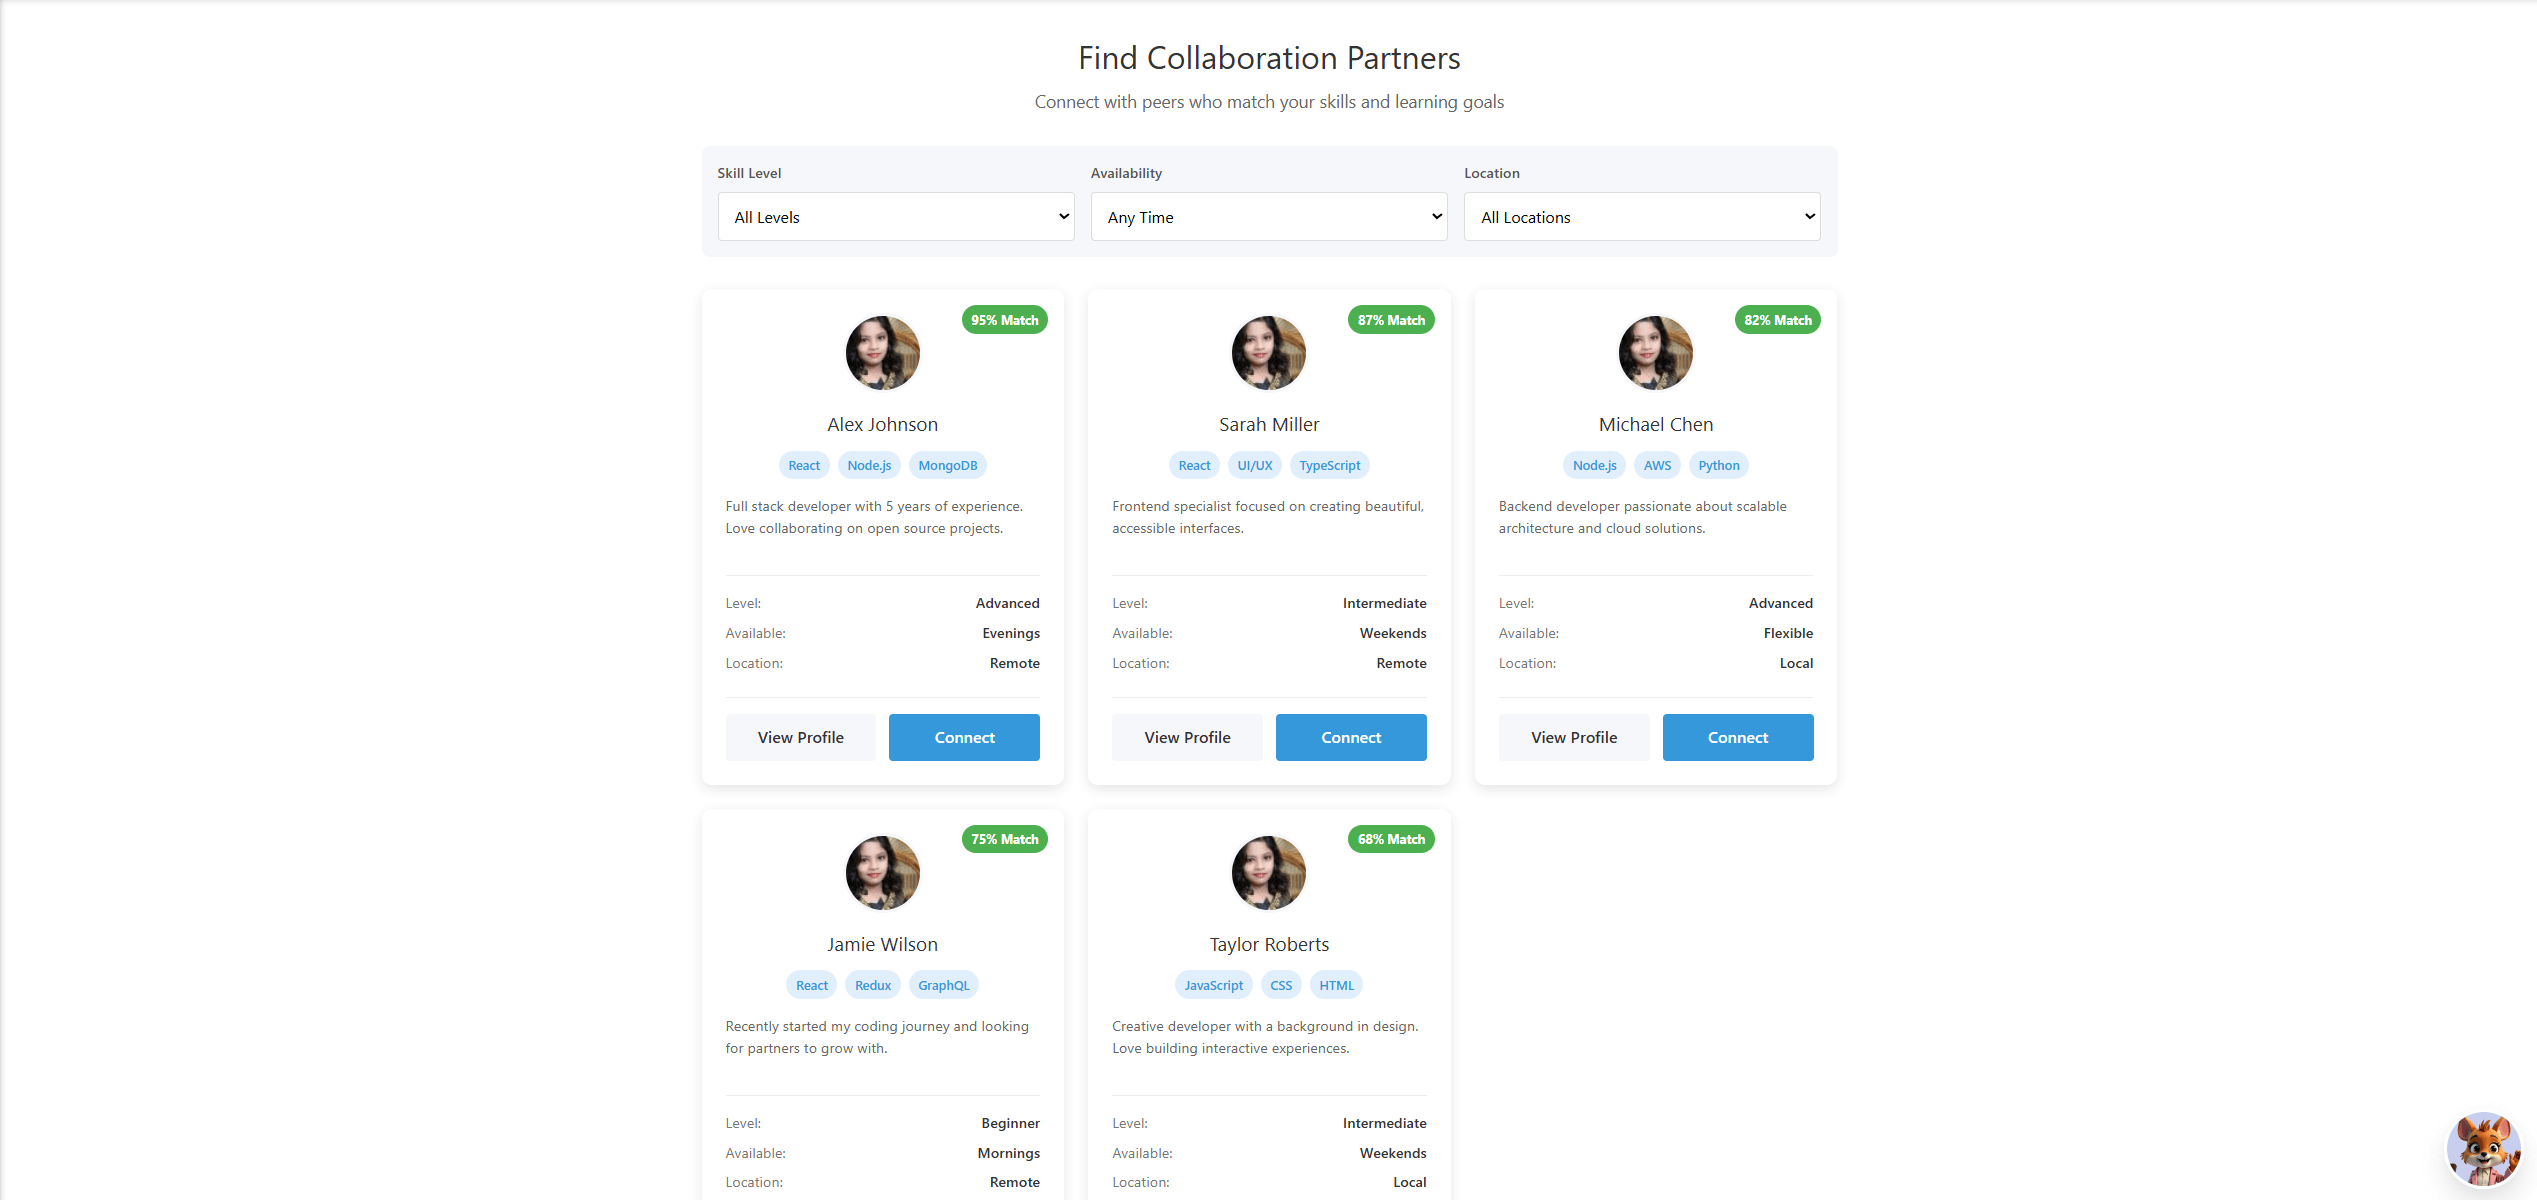 Find Collaboration Partners
Connect with peers who match your skills and learning goals
Skill Level
All Levels
Availability
Any Time
Location
All Locations
95% Match
Alex Johnson
React Node.js MongoDB
Full stack developer with 5 years of experience.
Love collaborating on open source projects.
Level: Advanced
Available: Evenings
Location: Remote
View Profile Connect
87% Match
Sarah Miller
React UI/UX TypeScript
Frontend specialist focused on creating beautiful,
accessible interfaces.
Level: Intermediate
Available: Weekends
Location: Remote
View Profile Connect
82% Match
Michael Chen
Node.js AWS Python
Backend developer passionate about scalable
architecture and cloud solutions.
Level: Advanced
Available: Flexible
Location: Local
View Profile Connect
75% Match
Jamie Wilson
React Redux GraphQL
Recently started my coding journey and looking
for partners to grow with.
Level: Beginner
Available: Mornings
Location: Remote
68% Match
Taylor Roberts
JavaScript CSS HTML
Creative developer with a background in design.
Love building interactive experiences.
Level: Intermediate
Available: Weekends
Location: Local